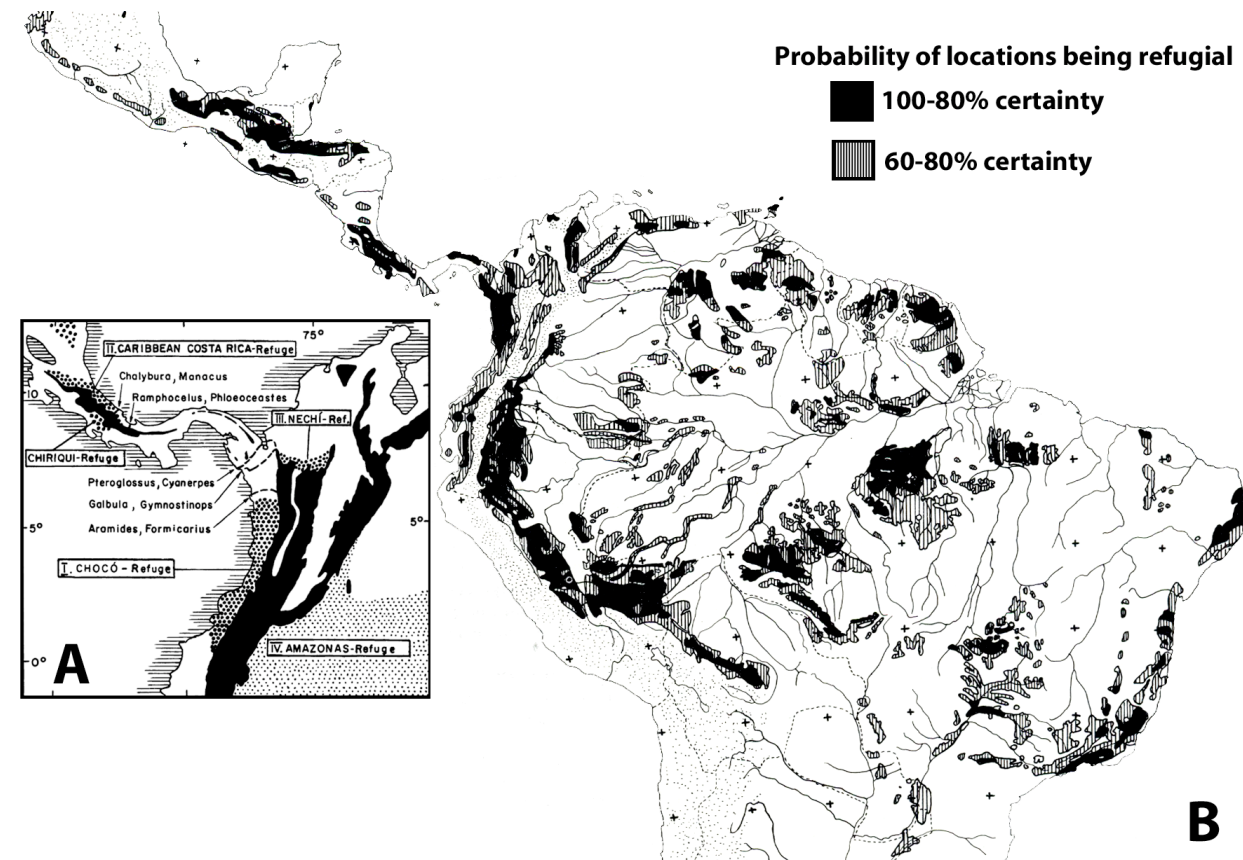 Probability of locations being refugial
100-80% certainty
60-80% certainty
75°
II. CARIBBEAN COSTA RICA-Refuge
Chalybura, Manacus
10
Ramphocelus, Phloeoceastes
III. NECHÍ-Ref.
CHIRIQUI-Refuge
Pteroglossus, Cyanerpes
Galbula, Gymnostinops
Aramides, Formicarius
5°
5°
I. CHOCÓ-Refuge
IV. AMAZONAS-Refuge
0°
A
B